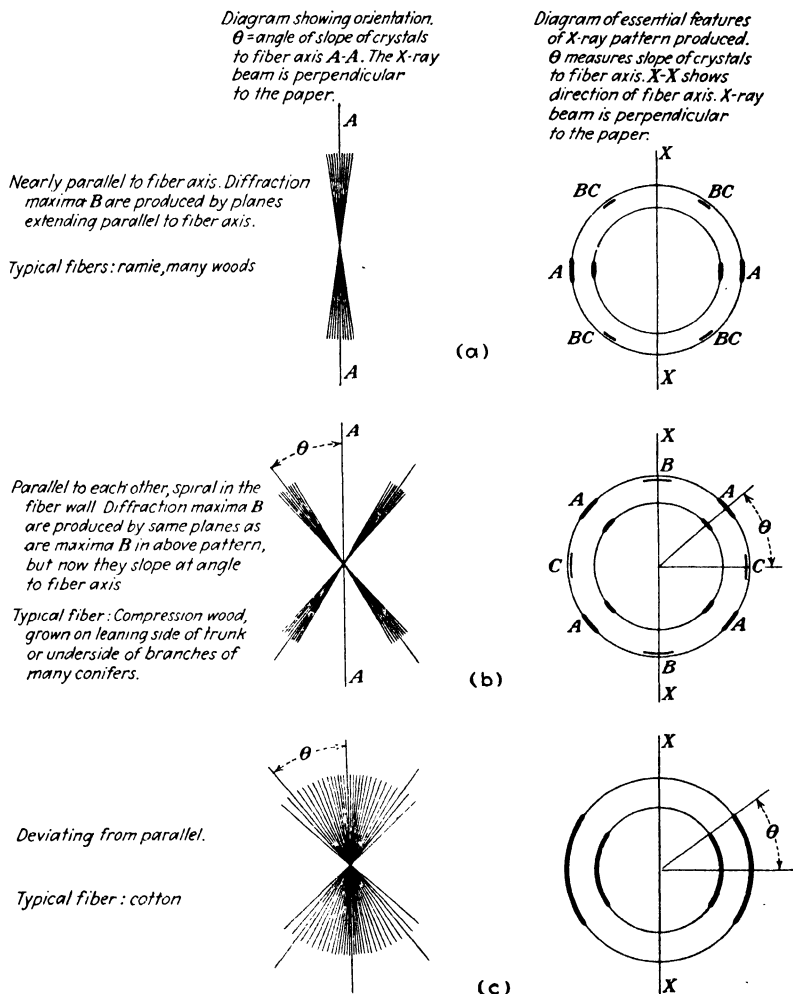 Diagram showing orientation.
θ = angle of slope of crystals
to fiber axis A-A. The X-ray
beam is perpendicular
to the paper.
Diagram of essential features
of X-ray pattern produced.
θ measures slope of crystals
to fiber axis. X-X shows
direction of fiber axis. X-ray
beam is perpendicular
to the paper.
Nearly parallel to fiber axis. Diffraction
maxima B are produced by planes
extending parallel to fiber axis.
Typical fibers: ramie, many woods
A
A
X
BC
BC
A
A
BC
BC
X
(a)
Parallel to each other, spiral in the
fiber wall Diffraction maxima B
are produced by same planes as
are maxima B in above pattern,
but now they slope at angle
to fiber axis
Typical fiber: Compression wood,
grown on leaning side of trunk
or underside of branches of
many conifers.
θ
A
A
X
B
A
A
θ
C
C
A
A
B
X
(b)
Deviating from parallel.
Typical fiber: cotton
θ
X
θ
X
(c)